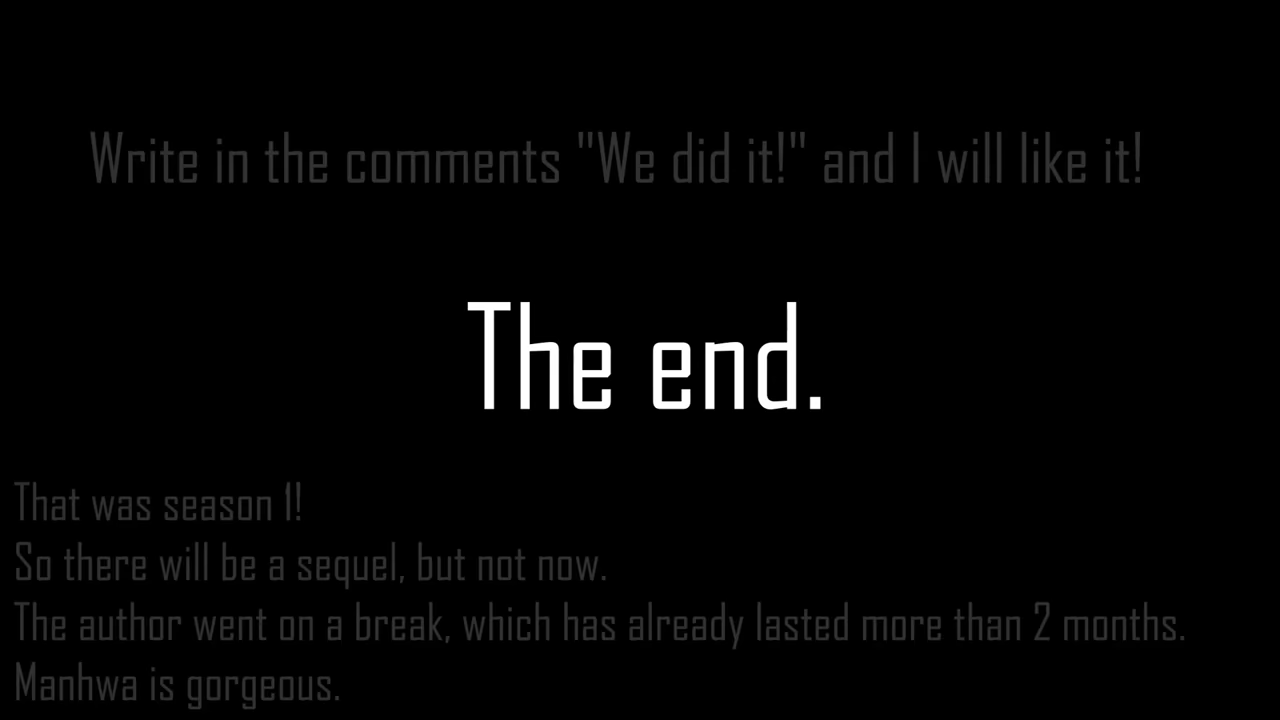 Write in the comments "We did it!" and I will like it!
The end.
That was season 1!
So there will be a sequel, but not now.
The author went on a break, which has already lasted more than 2 months.
Manhwa is gorgeous.